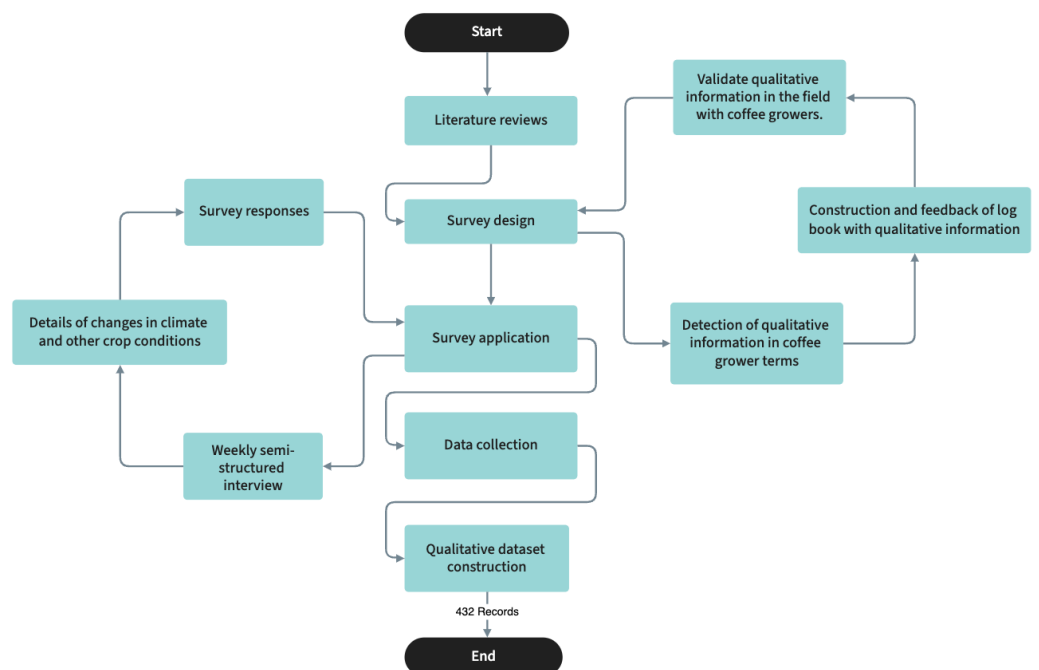 Start
Literature reviews
Validate qualitative
information in the field
with coffee growers.
Survey responses
Survey design
Construction and feedback of log
book with qualitative information
Details of changes in climate
and other crop conditions
Survey application
Detection of qualitative
information in coffee
grower terms
Weekly semi-
structured
interview
Data collection
Qualitative dataset
construction
432 Records
End